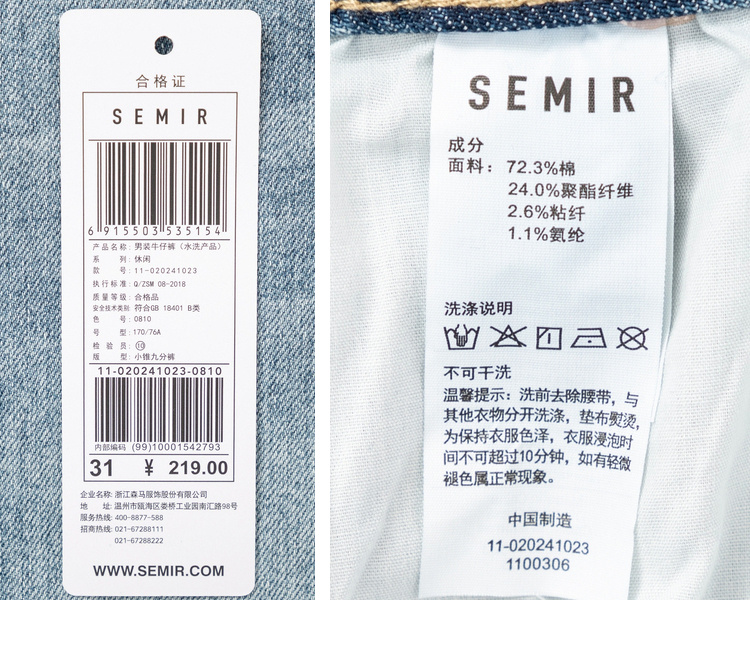 合格证
SEMIR
6 915503 535154
产品名称: 男装牛仔裤（水洗产品）
系 列: 休闲
款 号: 11-020241023
执行标准: Q/ZSM 08-2018
质量等级: 合格品
安全技术类别: 符合GB 18401 B类
色 号: 0810
号 型: 170/76A
检 验 员: ⑩
版 型: 小锥九分裤
11-020241023-0810
内部编码 (99)10001542793
31 ¥ 219.00
企业名称: 浙江森马服饰股份有限公司
地 址: 温州市瓯海区娄桥工业园南汇路98号
服务热线: 400-8877-588
招商热线: 021-67288111
021-67288222
WWW.SEMIR.COM
SEMIR
成分
面料: 72.3%棉
24.0%聚酯纤维
2.6%粘纤
1.1%氨纶
洗涤说明
不可干洗
温馨提示: 洗前去除腰带, 与
其他衣物分开洗涤, 垫布熨烫,
为保持衣服色泽, 衣服浸泡时
间不可超过10分钟, 如有轻微
褪色属正常现象。
中国制造
11-020241023
1100306